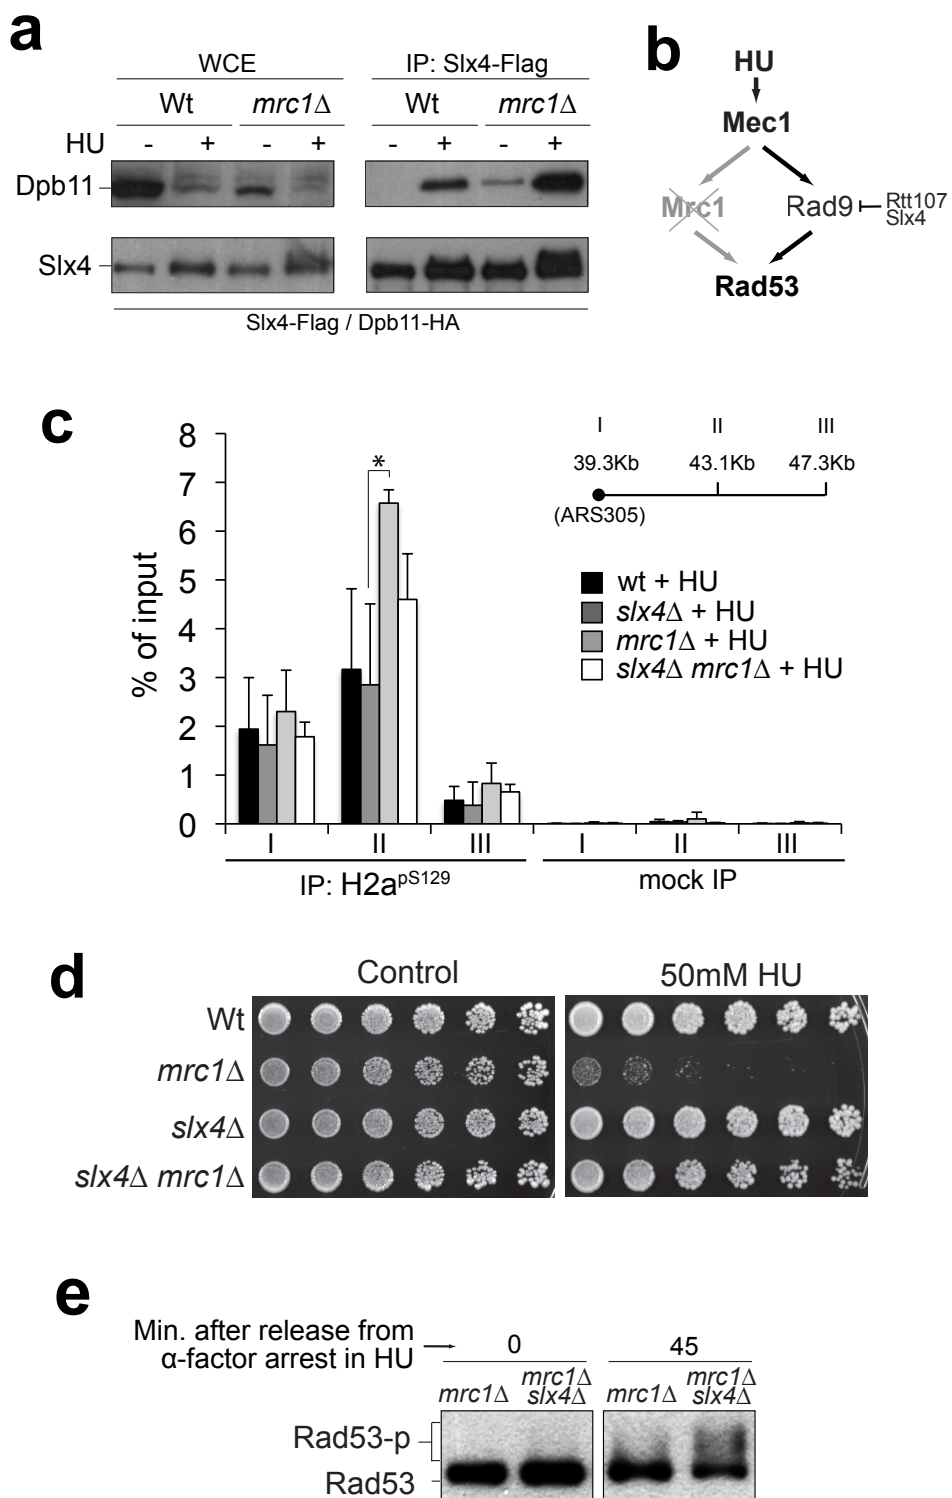 a
WCE
IP: Slx4-Flag
Wt
mrc1Δ
Wt
mrc1Δ
HU
-
+
-
+
-
+
-
+
Dpb11
Slx4
Slx4-Flag / Dpb11-HA
b
HU
Mec1
Mrc1
Rad9
Rtt107
Slx4
Rad53
c
8
7
6
5
4
3
2
1
0
% of input
*
I
II
III
39.3Kb
43.1Kb
47.3Kb
(ARS305)
wt + HU
slx4Δ + HU
mrc1Δ + HU
slx4Δ mrc1Δ + HU
I
II
III
I
II
III
IP: H2a^pS129
mock IP
d
Control
50mM HU
Wt
mrc1Δ
slx4Δ
slx4Δ mrc1Δ
e
Min. after release from
α-factor arrest in HU
0
45
mrc1Δ
mrc1Δ
slx4Δ
mrc1Δ
mrc1Δ
slx4Δ
Rad53-p
Rad53